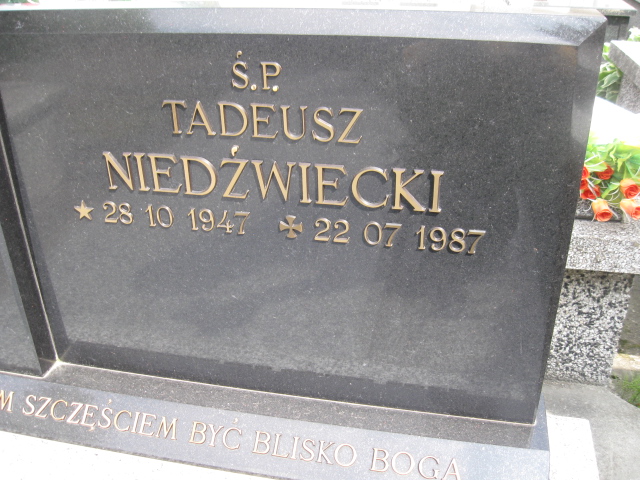 Ś.P.
TADEUSZ
NIEDŹWIECKI
28 10 1947 22 07 1987
SZCZĘŚCIEM BYĆ BLISKO BOGA